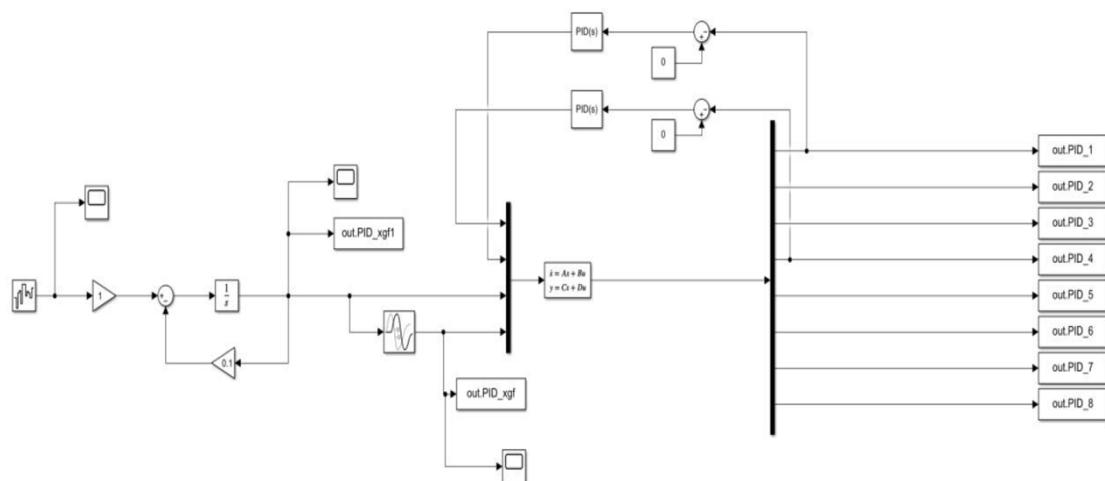 PID(s)
0
PID(s)
0
out.PID_1
out.PID_2
out.PID_xgf1
out.PID_3
out.PID_4
ẋ = Ax + Bu
y = Cx + Du
1
+
-
1
s
out.PID_5
out.PID_6
0.1
out.PID_7
out.PID_xgf
out.PID_8